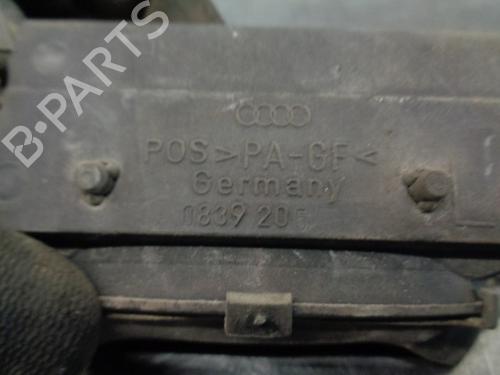 B-PARTS
POS >PA-GF<
Germany
0839 205